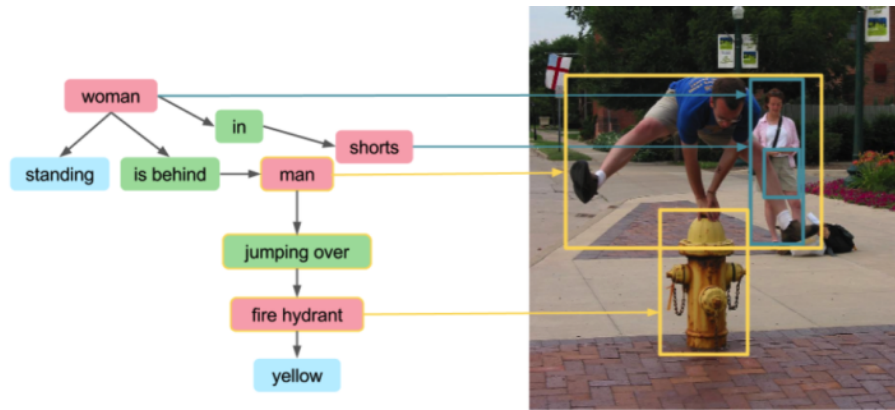 woman
in
shorts
standing
is behind
man
jumping over
fire hydrant
yellow